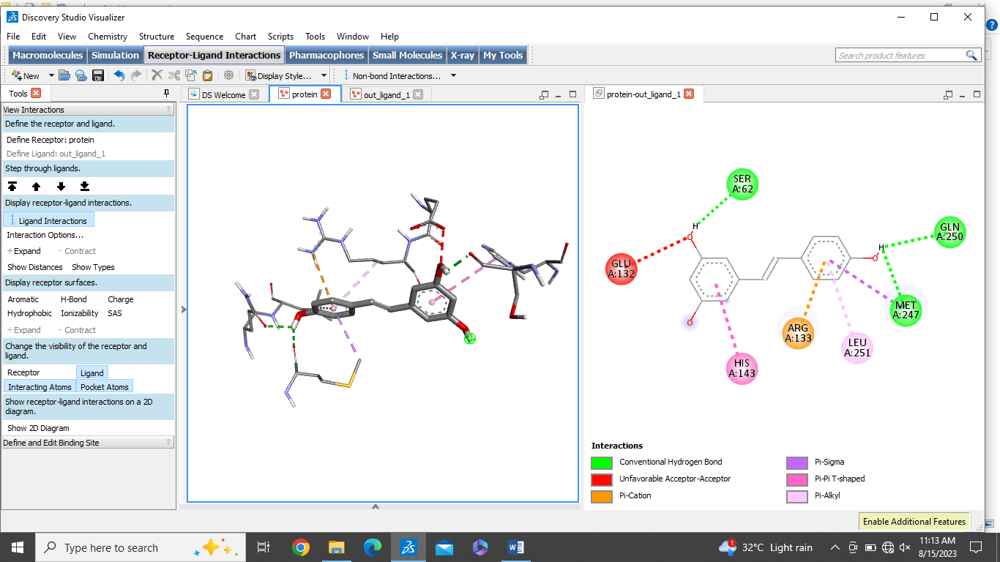 Discovery Studio Visualizer
File Edit View Chemistry Structure Sequence Chart Scripts Tools Window Help
Macromolecules Simulation Receptor-Ligand Interactions Pharmacophores Small Molecules X-ray My Tools
Search product features
New Display Style... Non-bond Interactions...
Tools
DS Welcome protein out_ligand_1
protein-out_ligand_1
View Interactions ?
Define the receptor and ligand.
Define Receptor: protein
Define Ligand: out_ligand_1
Step through ligands.
Display receptor-ligand interactions.
Ligand Interactions
Interaction Options...
+ Expand - Contract
Show Distances Show Types
Display receptor surfaces.
Aromatic H-Bond Charge
Hydrophobic Ionizability SAS
+ Expand - Contract
Change the visibility of the receptor and
ligand.
Receptor Ligand
Interacting Atoms Pocket Atoms
Show receptor-ligand interactions on a 2D
diagram.
Show 2D Diagram
Define and Edit Binding Site ?
SER
A:62
H
O
GLU
A:132
GLN
A:250
H
O
MET
A:247
ARG
A:133
LEU
A:251
O
HIS
A:143
Interactions
Conventional Hydrogen Bond
Unfavorable Acceptor-Acceptor
Pi-Cation
Pi-Sigma
Pi-Pi T-shaped
Pi-Alkyl
Enable Additional Features
Type here to search
1
32°C Light rain
11:13 AM
8/15/2023